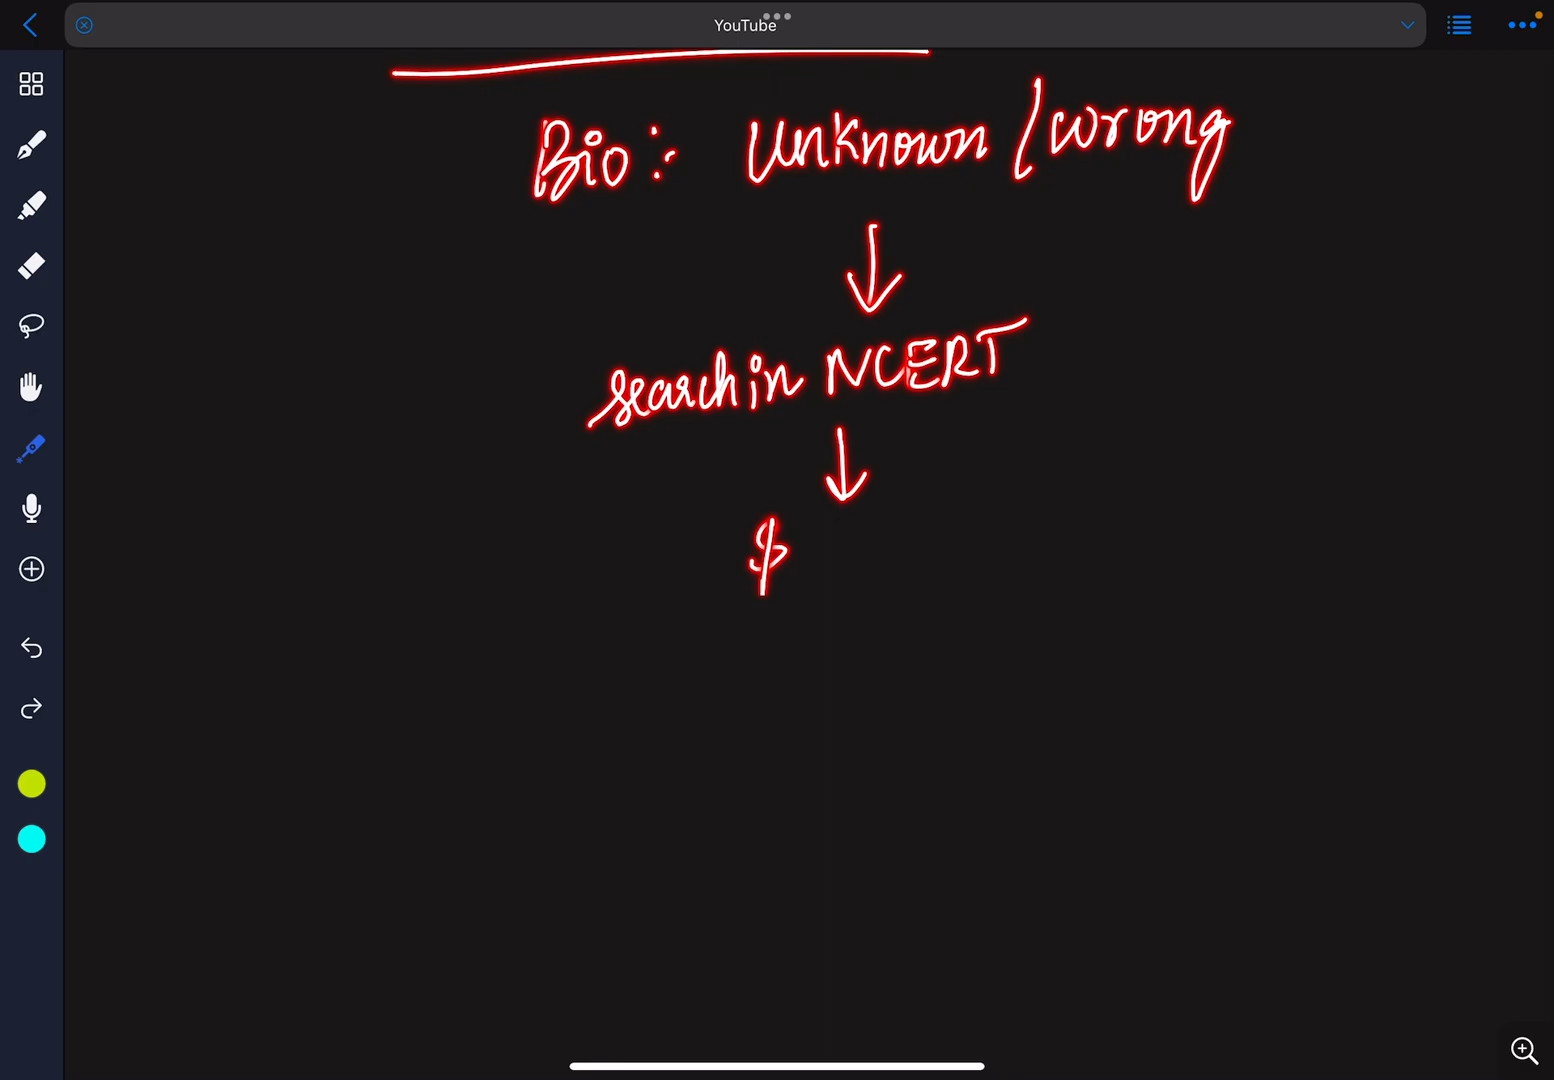 YouTube
Bio :- Unknown / wrong
↓
search in NCERT
↓
$